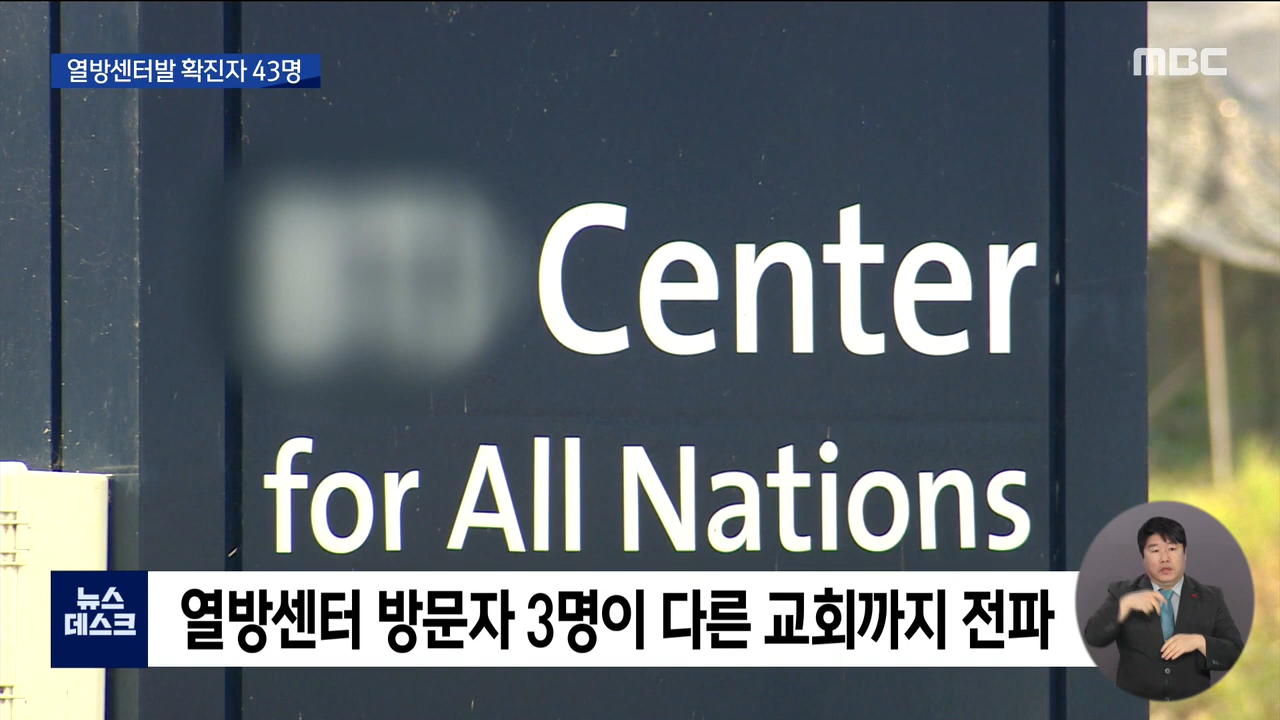 열방센터발 확진자 43명
MBC
Center
for All Nations
뉴스
데스크
열방센터 방문자 3명이 다른 교회까지 전파